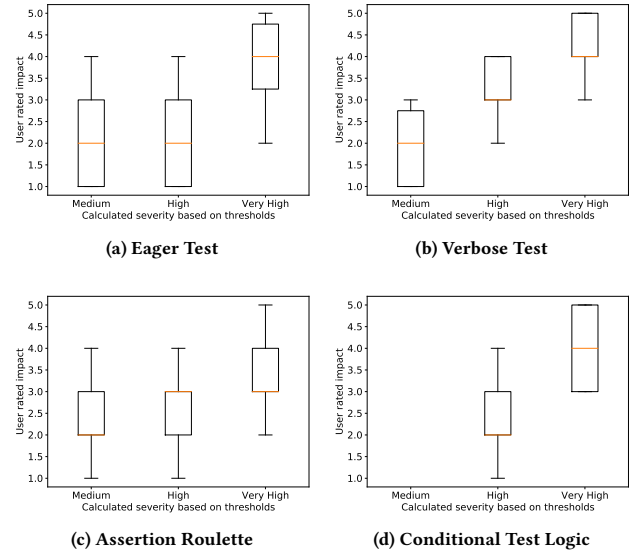 5.0
4.5
4.0
3.5
3.0
2.5
2.0
1.5
1.0
User rated impact
Medium High Very High
Calculated severity based on thresholds
(a) Eager Test
5.0
4.5
4.0
3.5
3.0
2.5
2.0
1.5
1.0
User rated impact
Medium High Very High
Calculated severity based on thresholds
(b) Verbose Test
5.0
4.5
4.0
3.5
3.0
2.5
2.0
1.5
1.0
User rated impact
Medium High Very High
Calculated severity based on thresholds
(c) Assertion Roulette
5.0
4.5
4.0
3.5
3.0
2.5
2.0
1.5
1.0
User rated impact
Medium High Very High
Calculated severity based on thresholds
(d) Conditional Test Logic